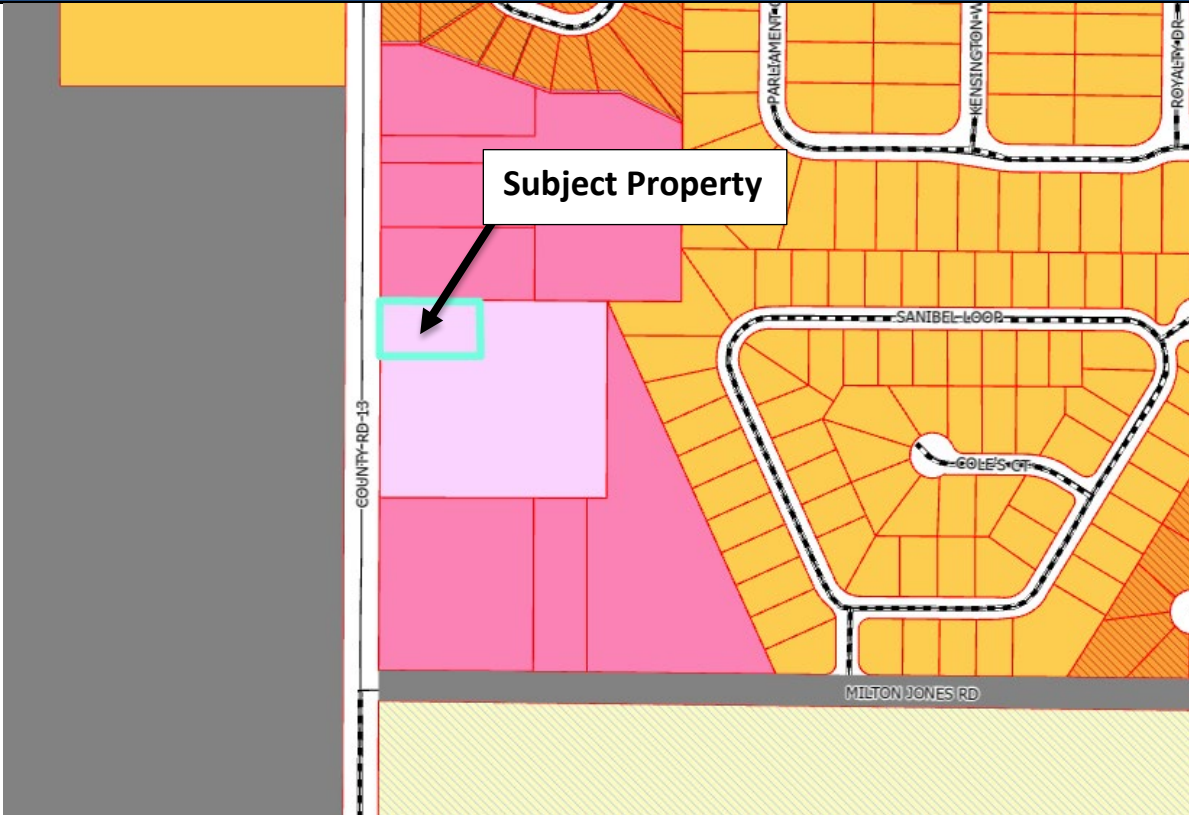 PARLIAMENT
KENSINGTON W
ROYALTY DR
Subject Property
SANIBEL LOOP
COUNTY RD 13
COLE'S CT
MILTON JONES RD